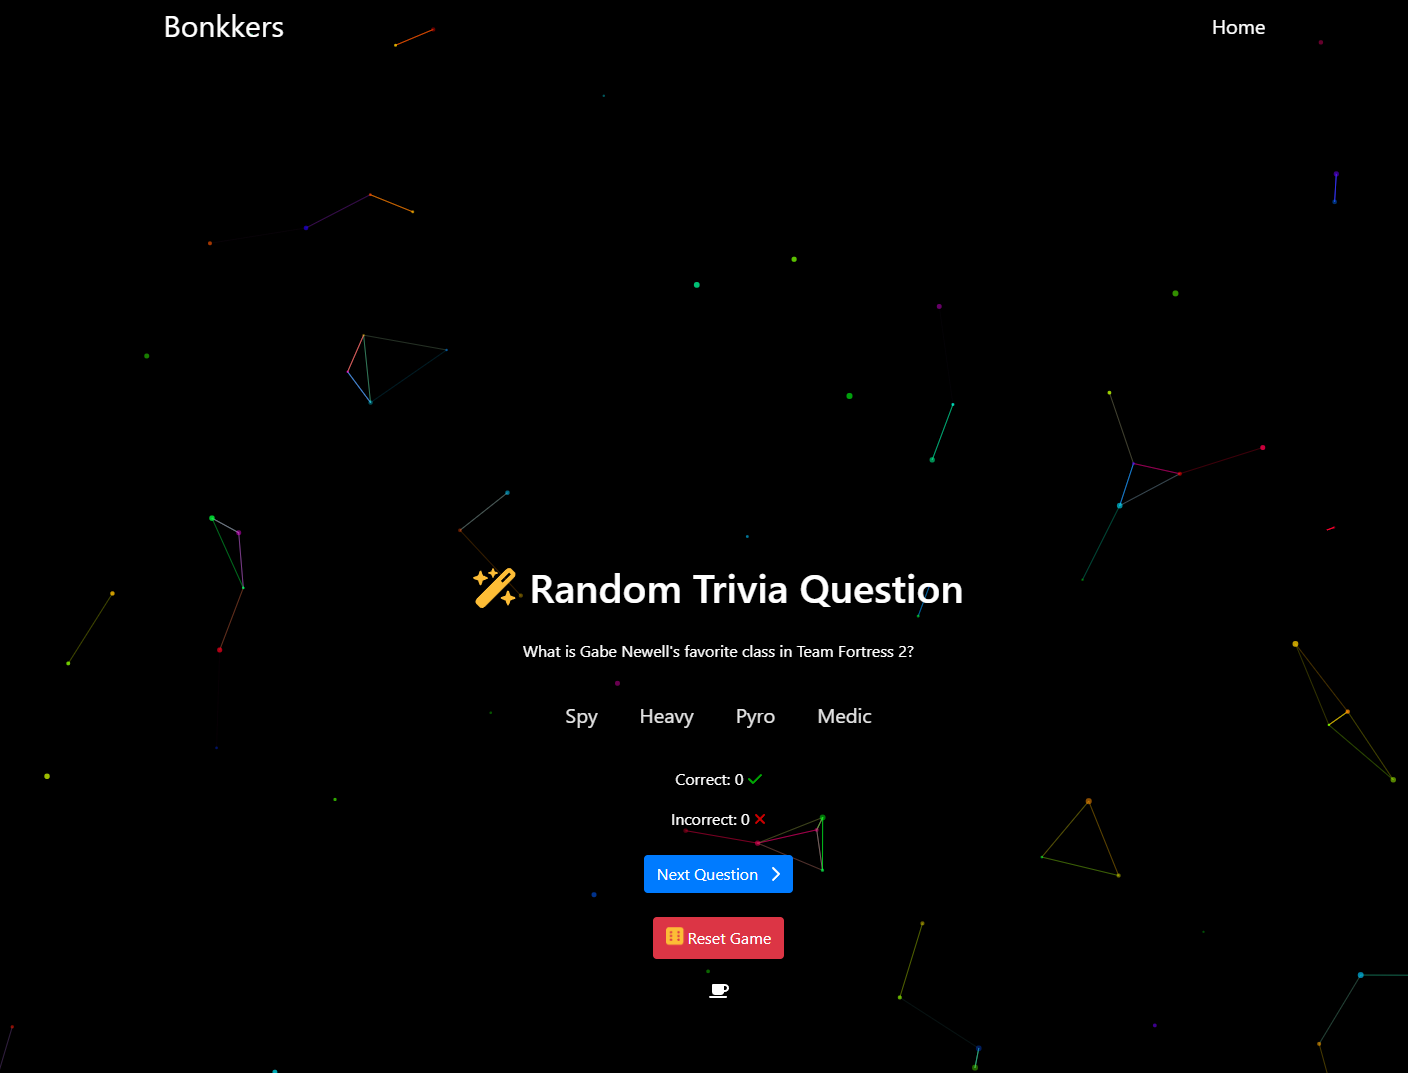 Bonkkers
Home
Random Trivia Question
What is Gabe Newell's favorite class in Team Fortress 2?
Spy Heavy Pyro Medic
Correct: 0
Incorrect: 0
Next Question
Reset Game